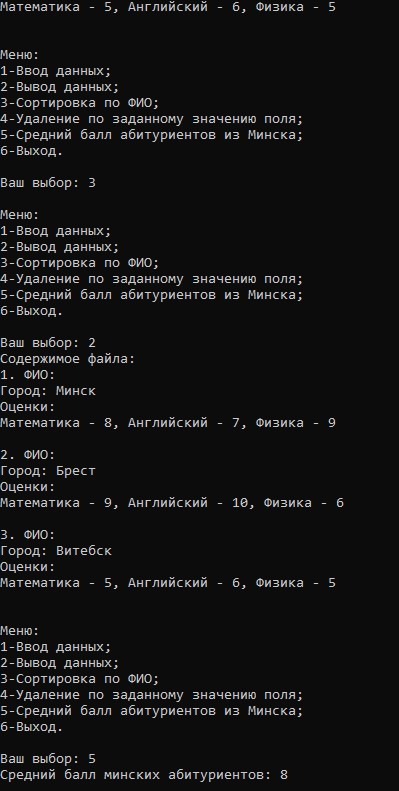 Математика - 5, Английский - 6, Физика - 5
Меню:
1-Ввод данных;
2-Вывод данных;
3-Сортировка по ФИО;
4-Удаление по заданному значению поля;
5-Средний балл абитуриентов из Минска;
6-Выход.
Ваш выбор: 3
Меню:
1-Ввод данных;
2-Вывод данных;
3-Сортировка по ФИО;
4-Удаление по заданному значению поля;
5-Средний балл абитуриентов из Минска;
6-Выход.
Ваш выбор: 2
Содержимое файла:
1. ФИО:
Город: Минск
Оценки:
Математика - 8, Английский - 7, Физика - 9
2. ФИО:
Город: Брест
Оценки:
Математика - 9, Английский - 10, Физика - 6
3. ФИО:
Город: Витебск
Оценки:
Математика - 5, Английский - 6, Физика - 5
Меню:
1-Ввод данных;
2-Вывод данных;
3-Сортировка по ФИО;
4-Удаление по заданному значению поля;
5-Средний балл абитуриентов из Минска;
6-Выход.
Ваш выбор: 5
Средний балл минских абитуриентов: 8